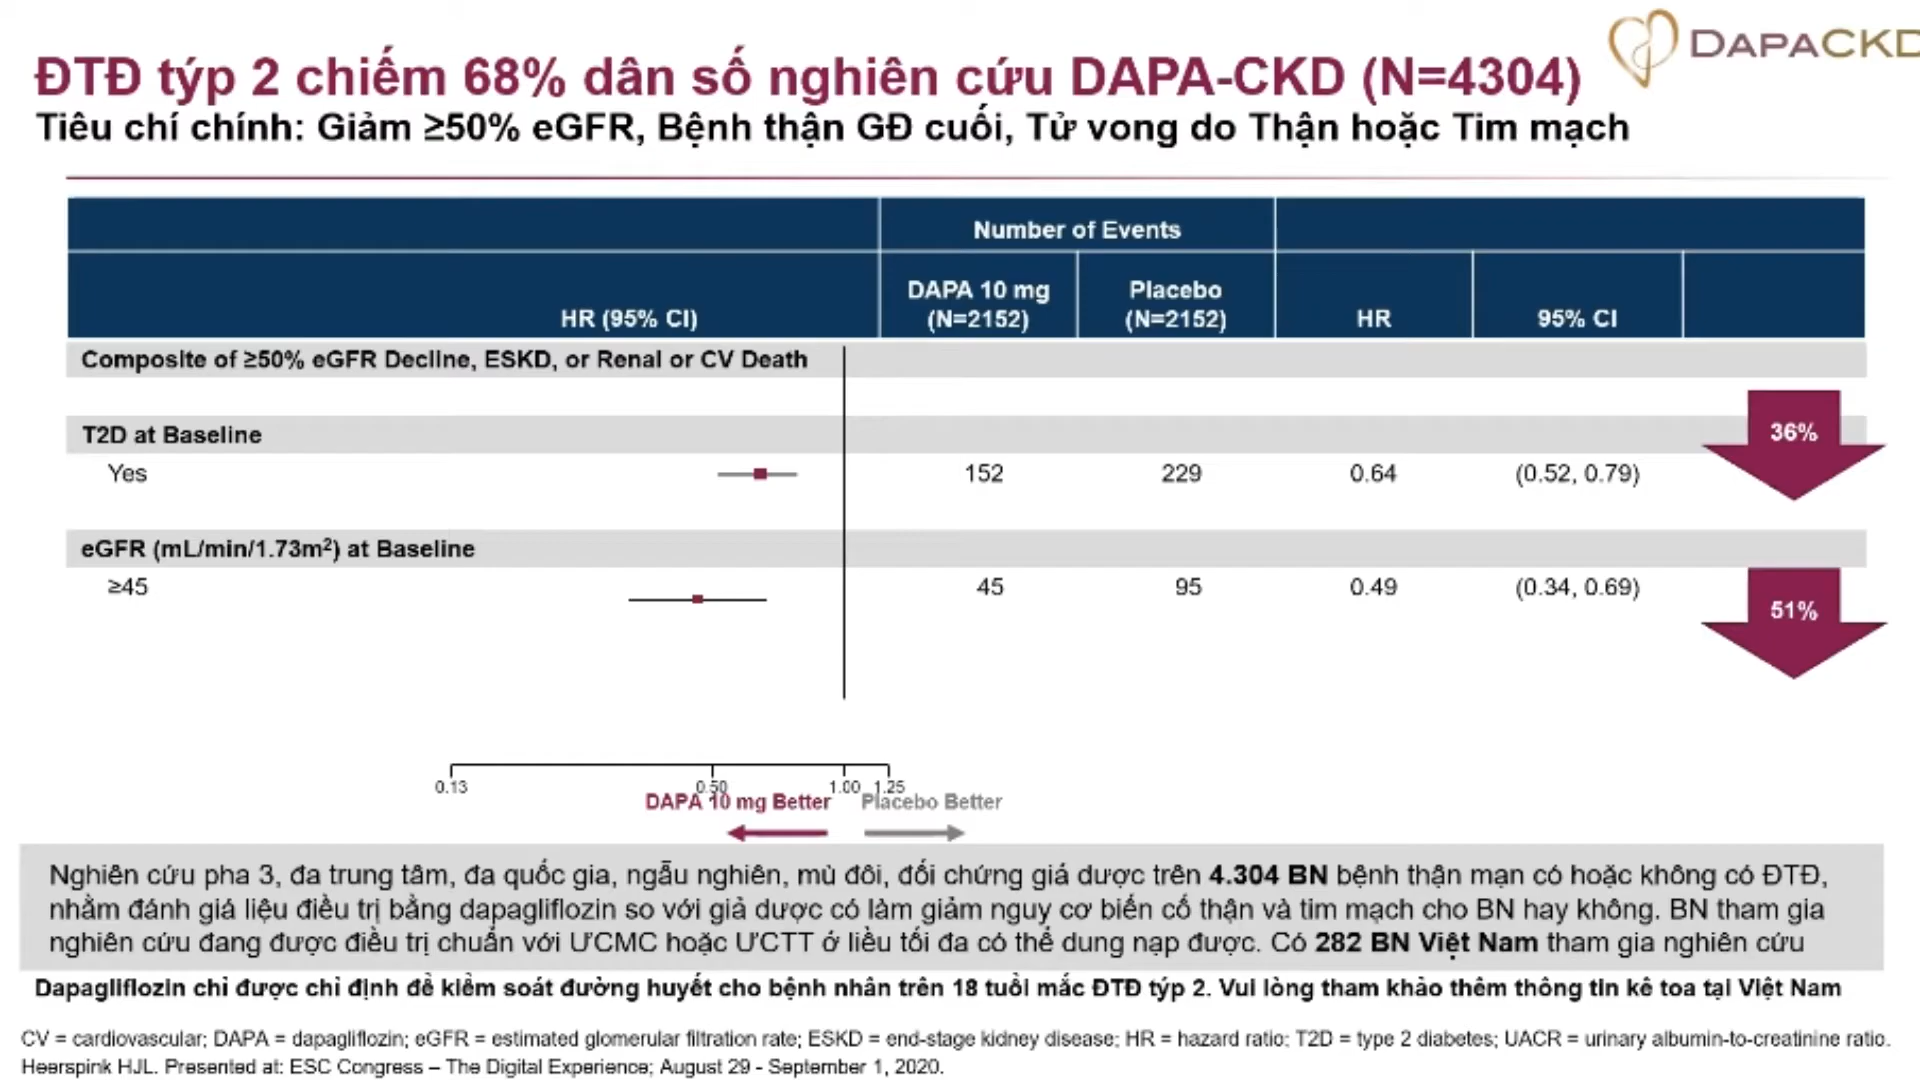 DAPACKD
ĐTĐ týp 2 chiếm 68% dân số nghiên cứu DAPA-CKD (N=4304)
Tiêu chí chính: Giảm ≥50% eGFR, Bệnh thận GĐ cuối, Tử vong do Thận hoặc Tim mạch
Number of Events
HR (95% CI)
DAPA 10 mg
(N=2152)
Placebo
(N=2152)
HR
95% CI
Composite of ≥50% eGFR Decline, ESKD, or Renal or CV Death
T2D at Baseline
36%
Yes 152 229 0.64 (0.52, 0.79)
eGFR (mL/min/1.73m²) at Baseline
≥45 45 95 0.49 (0.34, 0.69)
51%
0.13 0.50 1.00 1.25
DAPA 10 mg Better Placebo Better
Nghiên cứu pha 3, đa trung tâm, đa quốc gia, ngẫu nhiên, mù đôi, đối chứng giả dược trên 4.304 BN bệnh thận mạn có hoặc không có ĐTĐ,
nhằm đánh giá liệu điều trị bằng dapagliflozin so với giả dược có làm giảm nguy cơ biến cố thận và tim mạch cho BN hay không. BN tham gia
nghiên cứu đang được điều trị chuẩn với ƯCMC hoặc ƯCTT ở liều tối đa có thể dung nạp được. Có 282 BN Việt Nam tham gia nghiên cứu
Dapagliflozin chỉ được chỉ định để kiểm soát đường huyết cho bệnh nhân trên 18 tuổi mắc ĐTĐ týp 2. Vui lòng tham khảo thêm thông tin kê toa tại Việt Nam
CV = cardiovascular; DAPA = dapagliflozin; eGFR = estimated glomerular filtration rate; ESKD = end-stage kidney disease; HR = hazard ratio; T2D = type 2 diabetes; UACR = urinary albumin-to-creatinine ratio.
Heerspink HJL. Presented at: ESC Congress – The Digital Experience; August 29 - September 1, 2020.